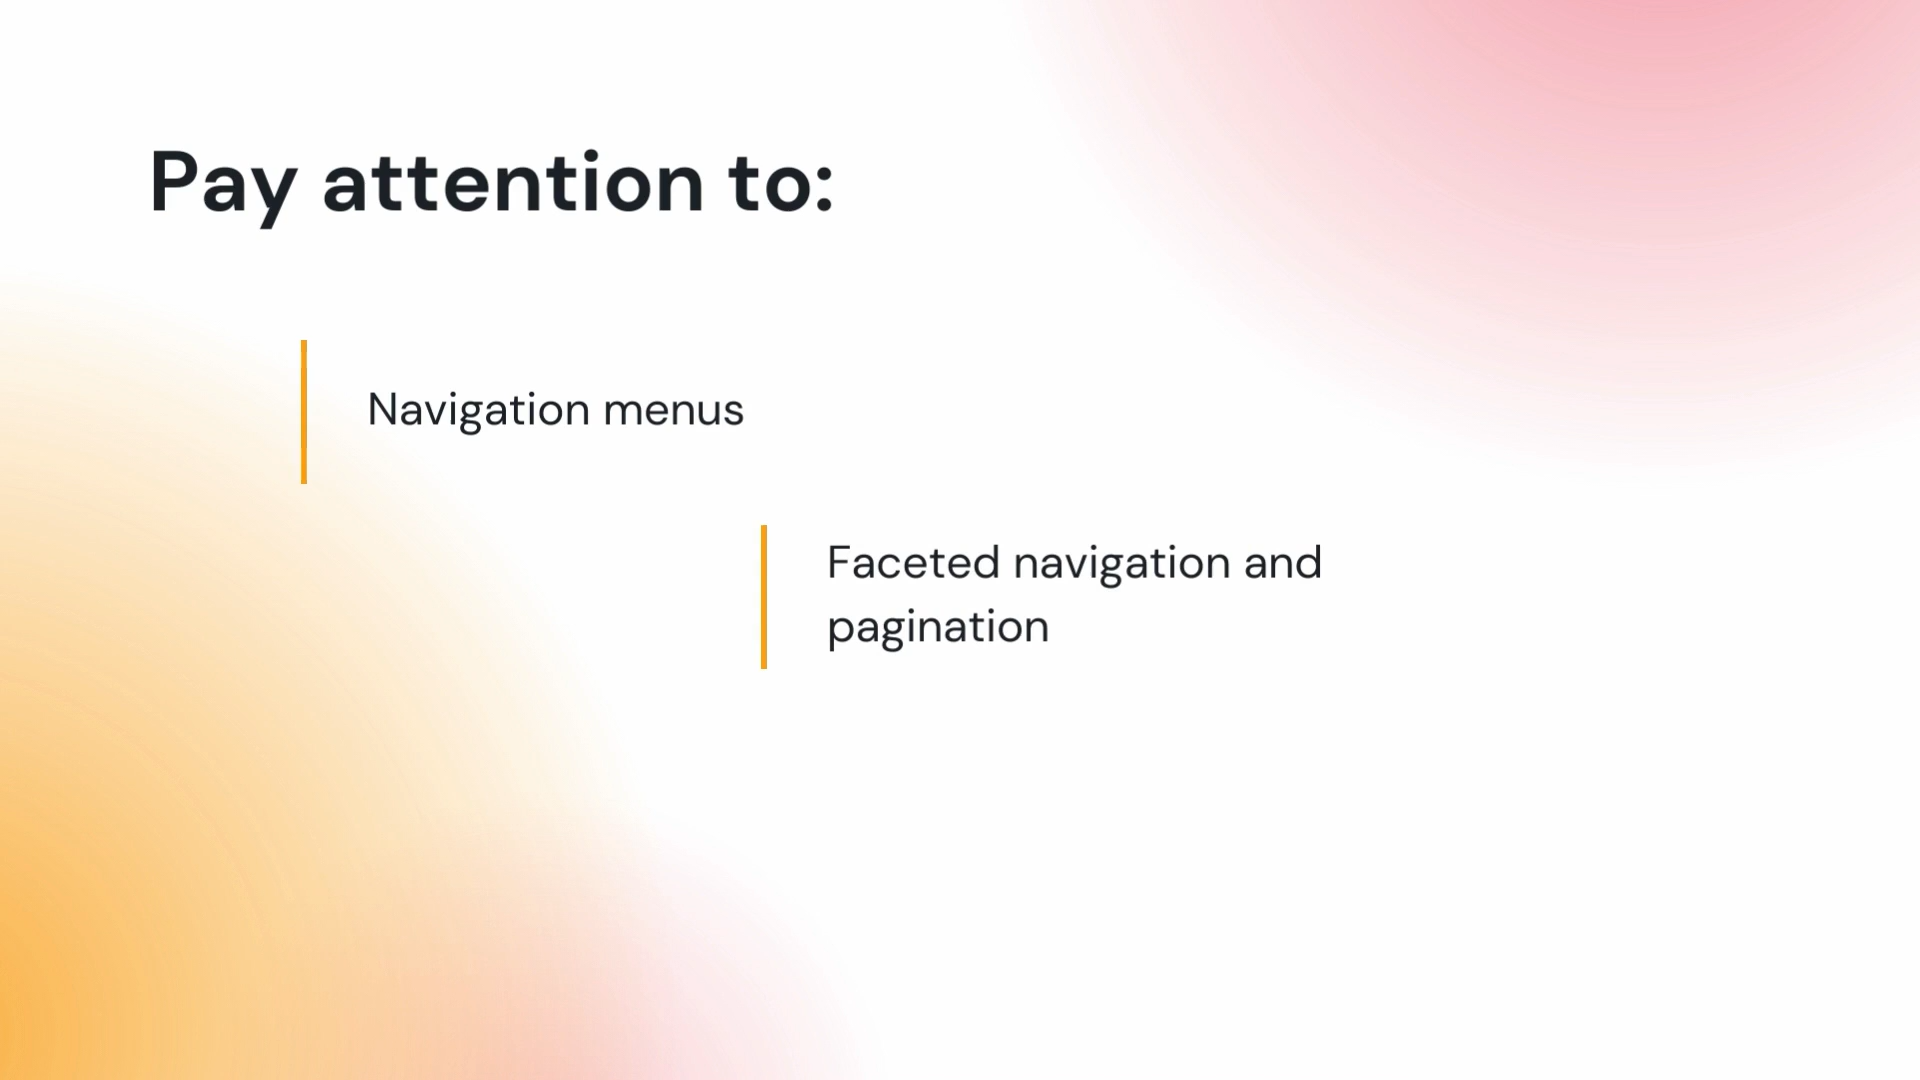 Pay attention to:
Navigation menus
Faceted navigation and
pagination